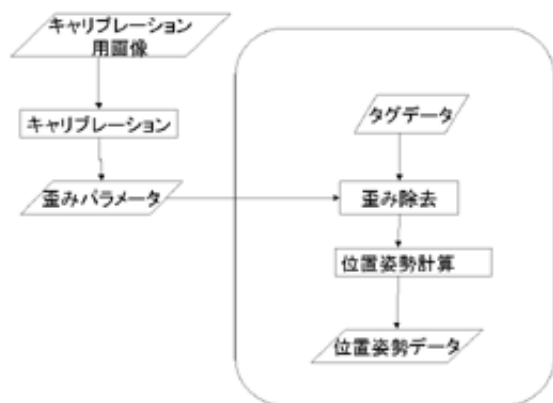 キャリブレーション
用画像
キャリブレーション
歪みパラメータ
タグデータ
歪み除去
位置姿勢計算
位置姿勢データ